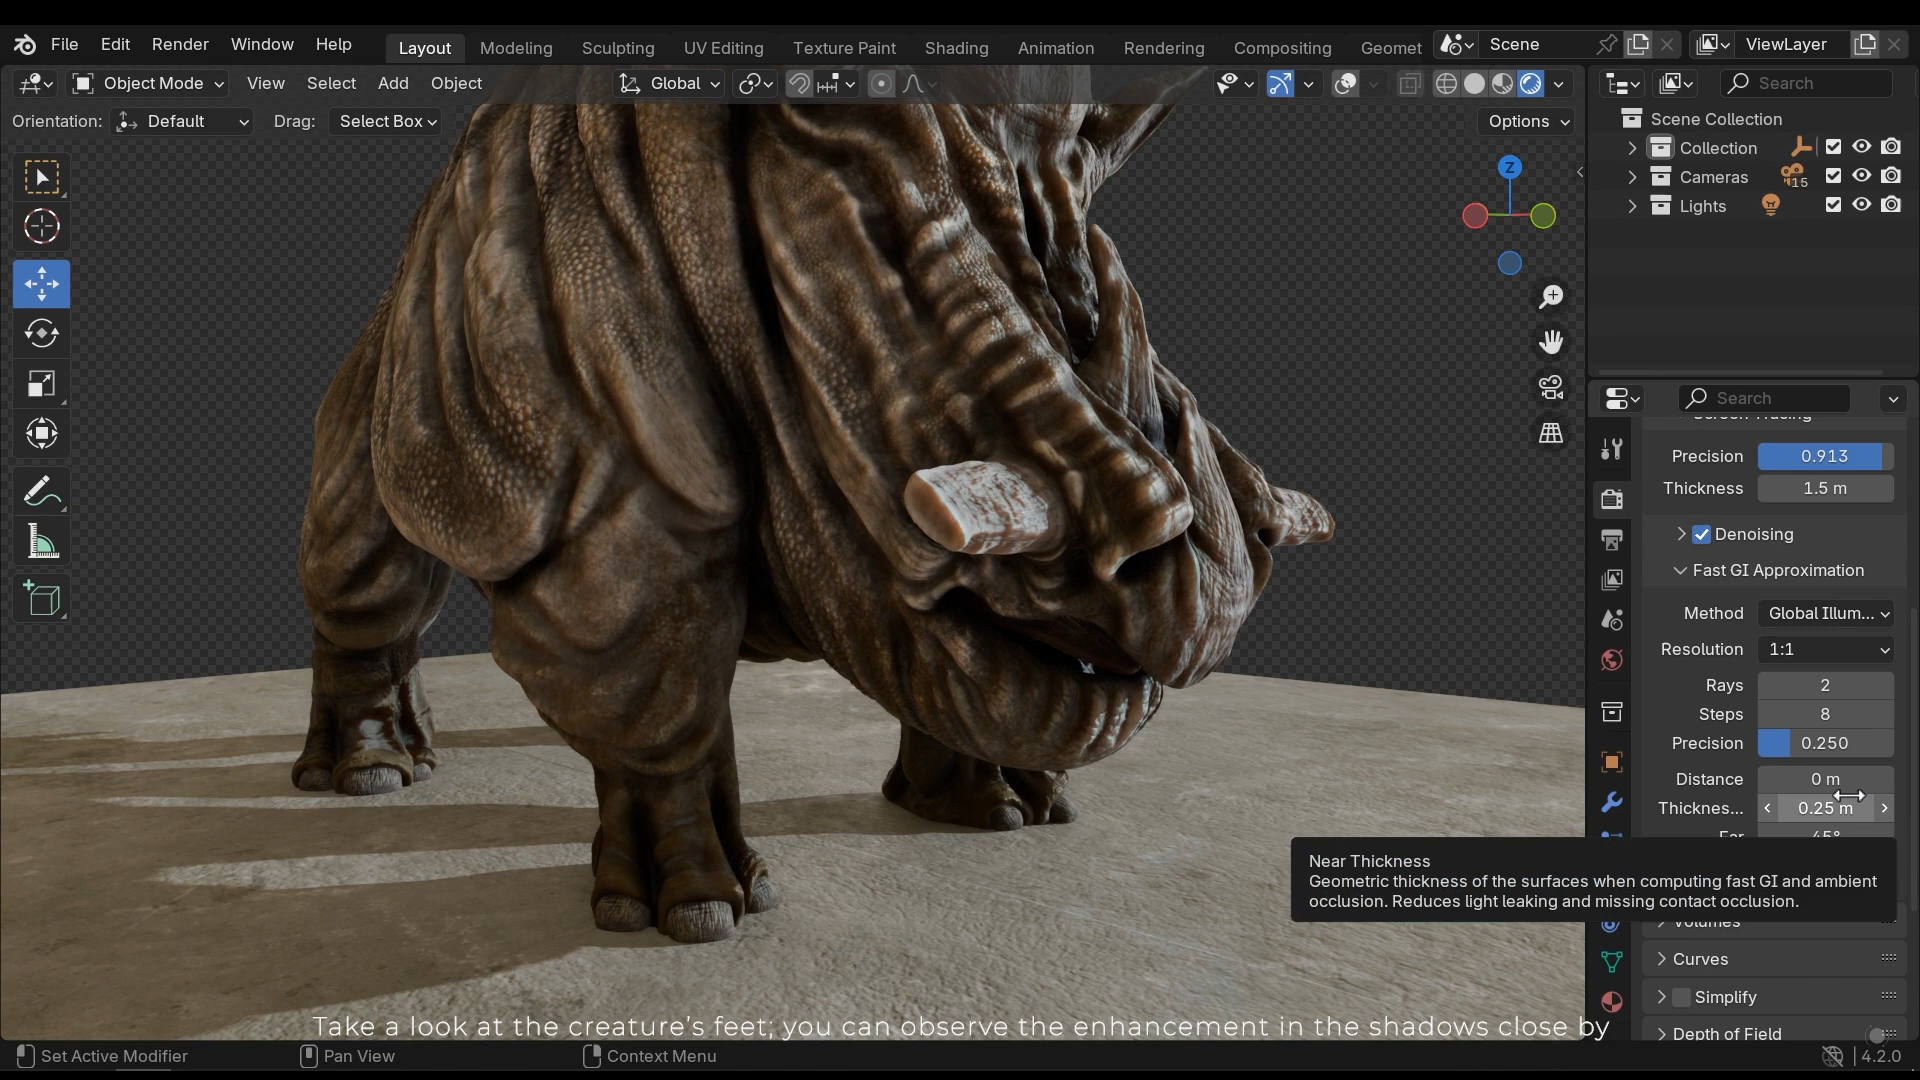 File Edit Render Window Help Layout Modeling Sculpting UV Editing Texture Paint Shading Animation Rendering Compositing Geomet Scene ViewLayer
Object Mode View Select Add Object Global Search
Orientation: Default Drag: Select Box Options
Scene Collection
Collection
Cameras 15
Lights
Z
Search
Precision 0.913
Thickness 1.5 m
Denoising
Fast GI Approximation
Method Global Illum...
Resolution 1:1
Rays 2
Steps 8
Precision 0.250
Distance 0 m
Thicknes... 0.25 m
Far 45°
Near Thickness
Geometric thickness of the surfaces when computing fast GI and ambient
occlusion. Reduces light leaking and missing contact occlusion.
Volumes
Curves
Simplify
Depth of Field
Take a look at the creature's feet; you can observe the enhancement in the shadows close by
Set Active Modifier Pan View Context Menu 4.2.0